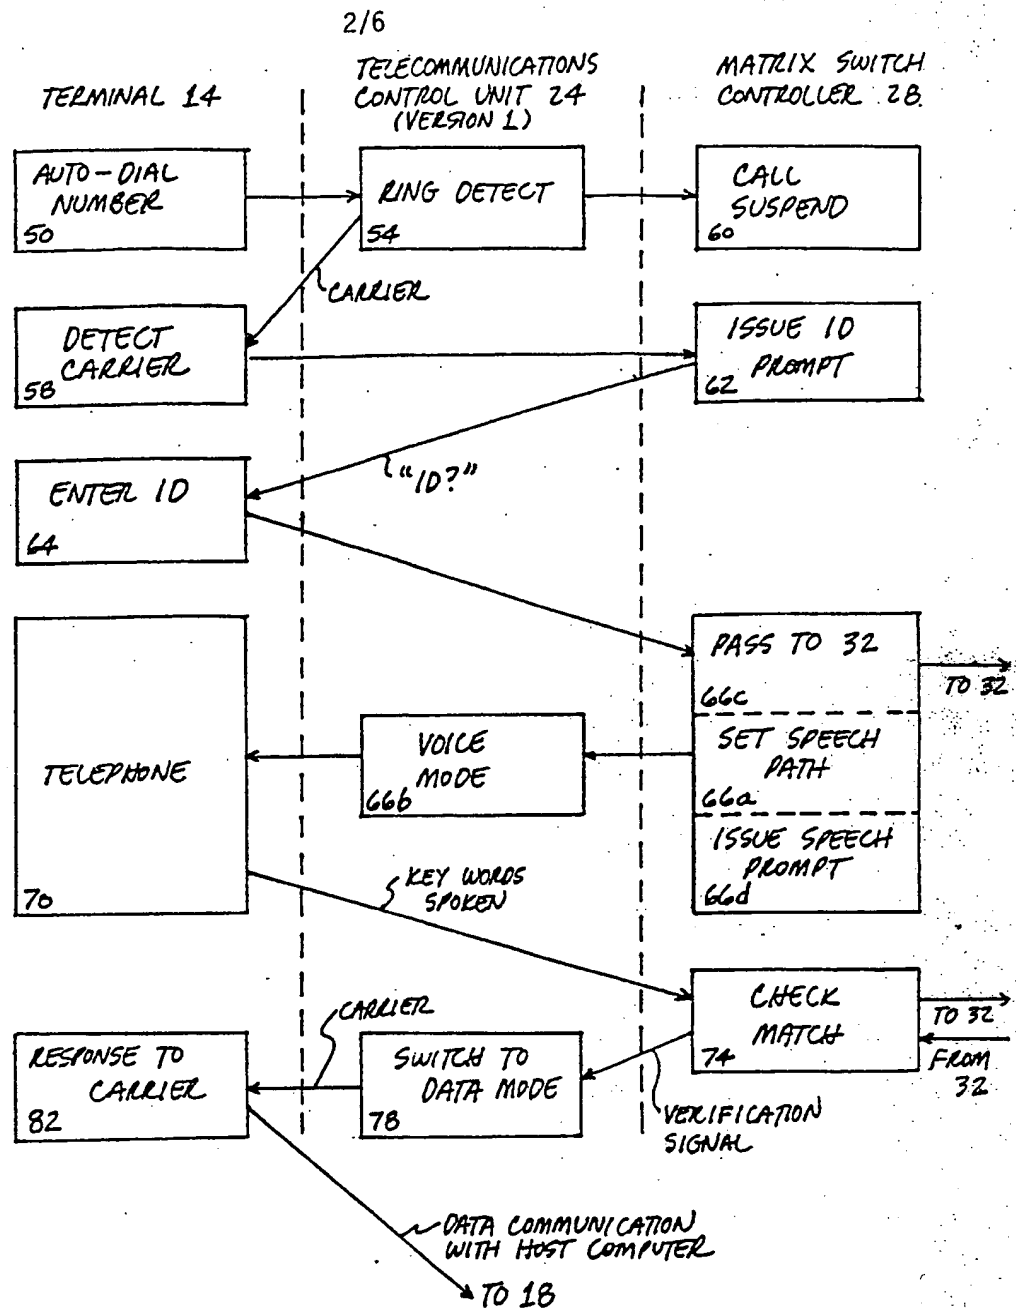 2/6
TERMINAL 14
TELECOMMUNICATIONS
CONTROL UNIT 24
(VERSION 1)
MATRIX SWITCH
CONTROLLER 28.
AUTO-DIAL
NUMBER
50
RING DETECT
54
CALL
SUSPEND
60
CARRIER
DETECT
CARRIER
58
ISSUE ID
PROMPT
62
"ID?"
ENTER ID
64
PASS TO 32
66c
TO 32
TELEPHONE
70
VOICE
MODE
66b
SET SPEECH
PATH
66a
ISSUE SPEECH
PROMPT
66d
KEY WORDS
SPOKEN
CHECK
MATCH
74
TO 32
FROM
32
CARRIER
RESPONSE TO
CARRIER
82
SWITCH TO
DATA MODE
78
VERIFICATION
SIGNAL
DATA COMMUNICATION
WITH HOST COMPUTER
TO 18